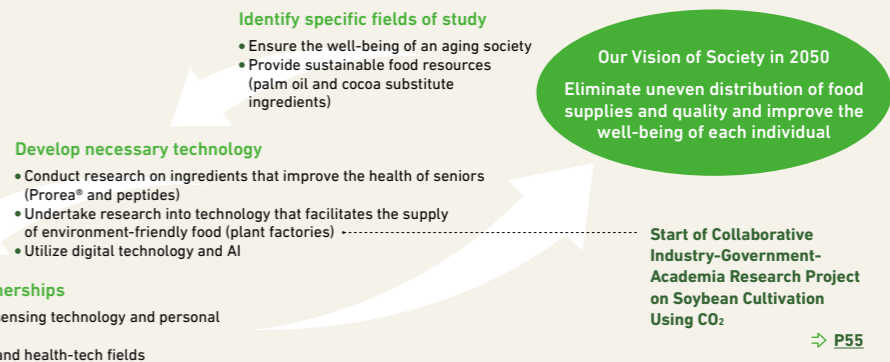 Identify specific fields of study
• Ensure the well-being of an aging society
• Provide sustainable food resources
(palm oil and cocoa substitute
ingredients)
Our Vision of Society in 2050
Eliminate uneven distribution of food
supplies and quality and improve the
well-being of each individual
Develop necessary technology
• Conduct research on ingredients that improve the health of seniors
(Prorea® and peptides)
• Undertake research into technology that facilitates the supply
of environment-friendly food (plant factories)
• Utilize digital technology and AI
Start of Collaborative
Industry-Government-
Academia Research Project
on Soybean Cultivation
Using CO₂
⇨ P55
nerships
sensing technology and personal
and health-tech fields